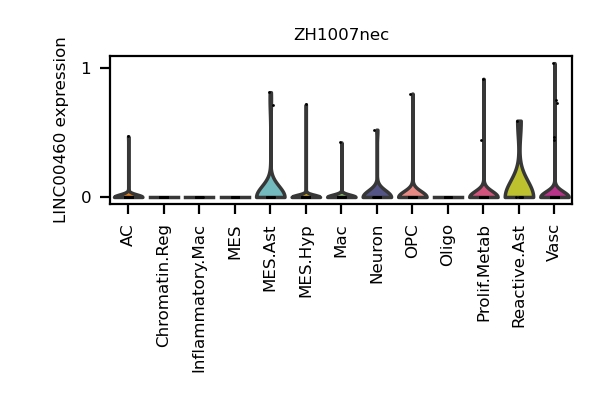 ZH1007nec
LINC00460 expression
1
0
AC
Chromatin.Reg
Inflammatory.Mac
MES
MES.Ast
MES.Hyp
Mac
Neuron
OPC
Oligo
Prolif.Metab
Reactive.Ast
Vasc